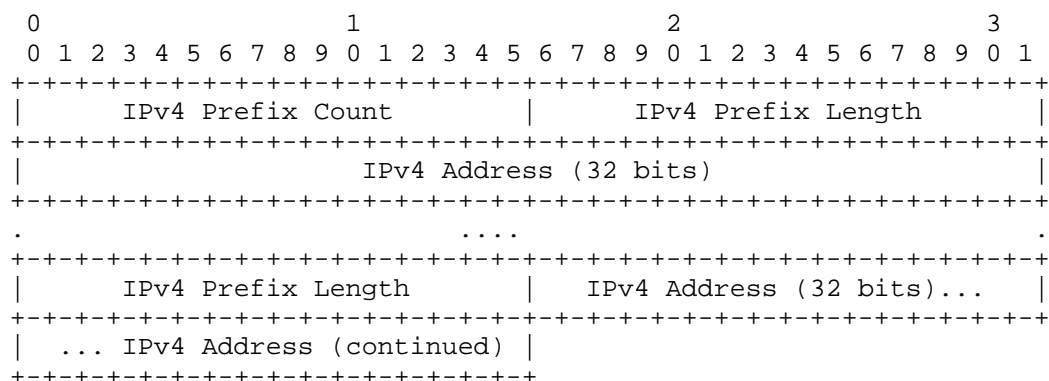 0                   1                   2                   3
 0 1 2 3 4 5 6 7 8 9 0 1 2 3 4 5 6 7 8 9 0 1 2 3 4 5 6 7 8 9 0 1
+-+-+-+-+-+-+-+-+-+-+-+-+-+-+-+-+-+-+-+-+-+-+-+-+-+-+-+-+-+-+-+-+
|      IPv4 Prefix Count        |      IPv4 Prefix Length       |
+-+-+-+-+-+-+-+-+-+-+-+-+-+-+-+-+-+-+-+-+-+-+-+-+-+-+-+-+-+-+-+-+
|                     IPv4 Address (32 bits)                    |
+-+-+-+-+-+-+-+-+-+-+-+-+-+-+-+-+-+-+-+-+-+-+-+-+-+-+-+-+-+-+-+-+
.                           ....                                .
+-+-+-+-+-+-+-+-+-+-+-+-+-+-+-+-+-+-+-+-+-+-+-+-+-+-+-+-+-+-+-+-+
|      IPv4 Prefix Length       |   IPv4 Address (32 bits)...   |
+-+-+-+-+-+-+-+-+-+-+-+-+-+-+-+-+-+-+-+-+-+-+-+-+-+-+-+-+-+-+-+-+
|  ... IPv4 Address (continued) |
+-+-+-+-+-+-+-+-+-+-+-+-+-+-+-+-+